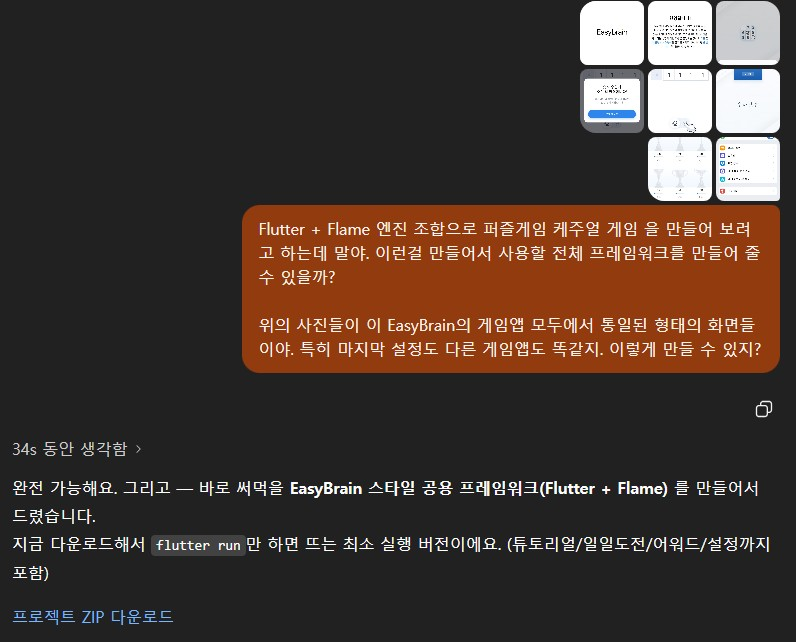 Easybrain
Flutter + Flame 엔진 조합으로 퍼즐게임 케주얼 게임 을 만들어 보려
고 하는데 말야. 이런걸 만들어서 사용할 전체 프레임워크를 만들어 줄
수 있을까?
위의 사진들이 이 EasyBrain의 게임앱 모두에서 통일된 형태의 화면들
이야. 특히 마지막 설정도 다른 게임앱도 똑같지. 이렇게 만들 수 있지?
34s 동안 생각함
완전 가능해요. 그리고 — 바로 써먹을 EasyBrain 스타일 공용 프레임워크(Flutter + Flame) 를 만들어서
드렸습니다.
지금 다운로드해서 flutter run만 하면 뜨는 최소 실행 버전이에요. (튜토리얼/일일도전/어워드/설정까지
포함)
프로젝트 ZIP 다운로드